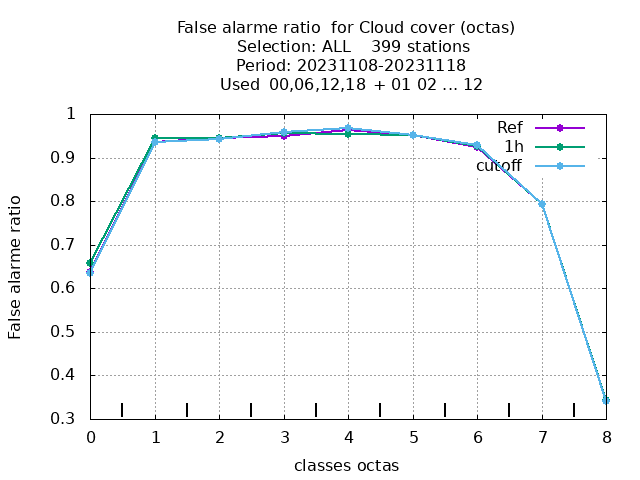 False alarme ratio  for Cloud cover (octas)
Selection: ALL    399 stations
Period: 20231108-20231118
Used  00,06,12,18  + 01 02 ... 12
1
0.9
0.8
0.7
0.6
0.5
0.4
0.3
False alarme ratio
Ref
1h
cutoff
0 1 2 3 4 5 6 7 8
classes octas